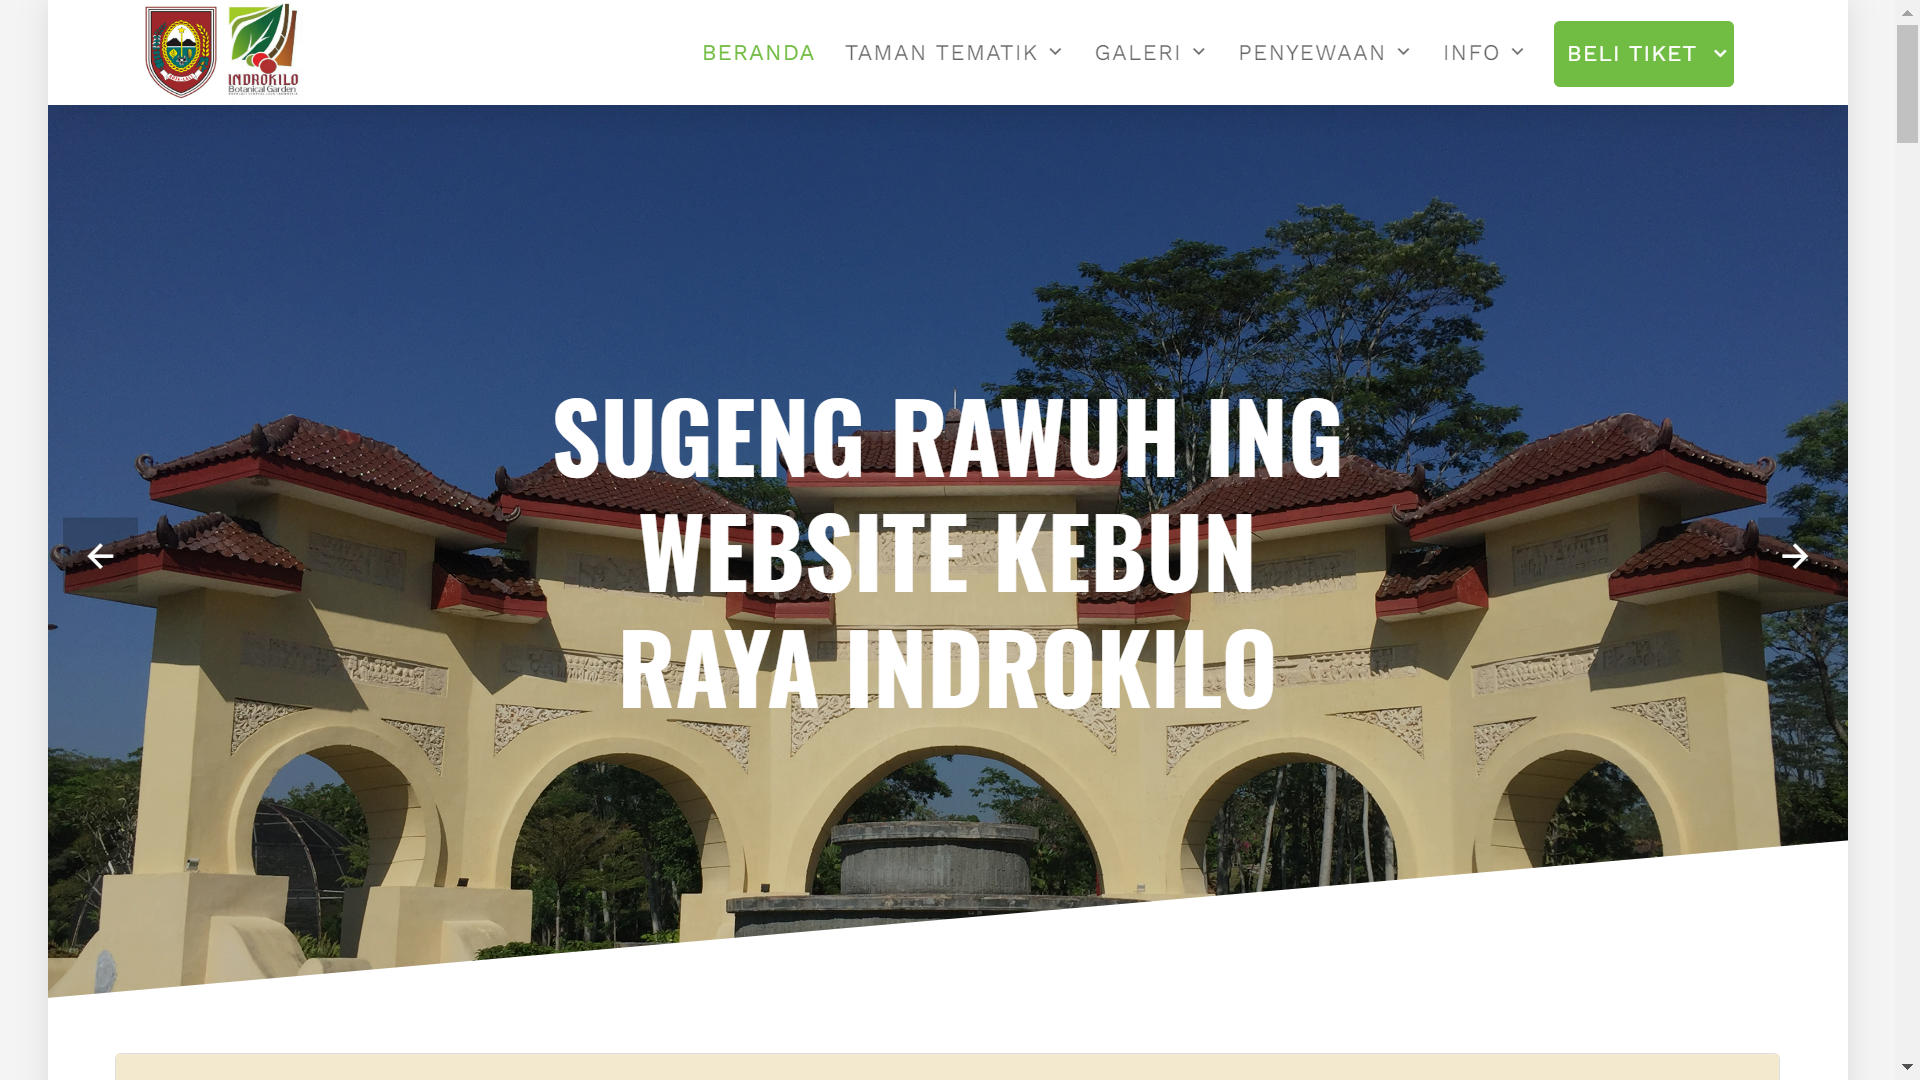 INDROKILO
Botanical Garden
BERANDA
TAMAN TEMATIK
GALERI
PENYEWAAN
INFO
BELI TIKET
SUGENG RAWUH ING
WEBSITE KEBUN
RAYA INDROKILO